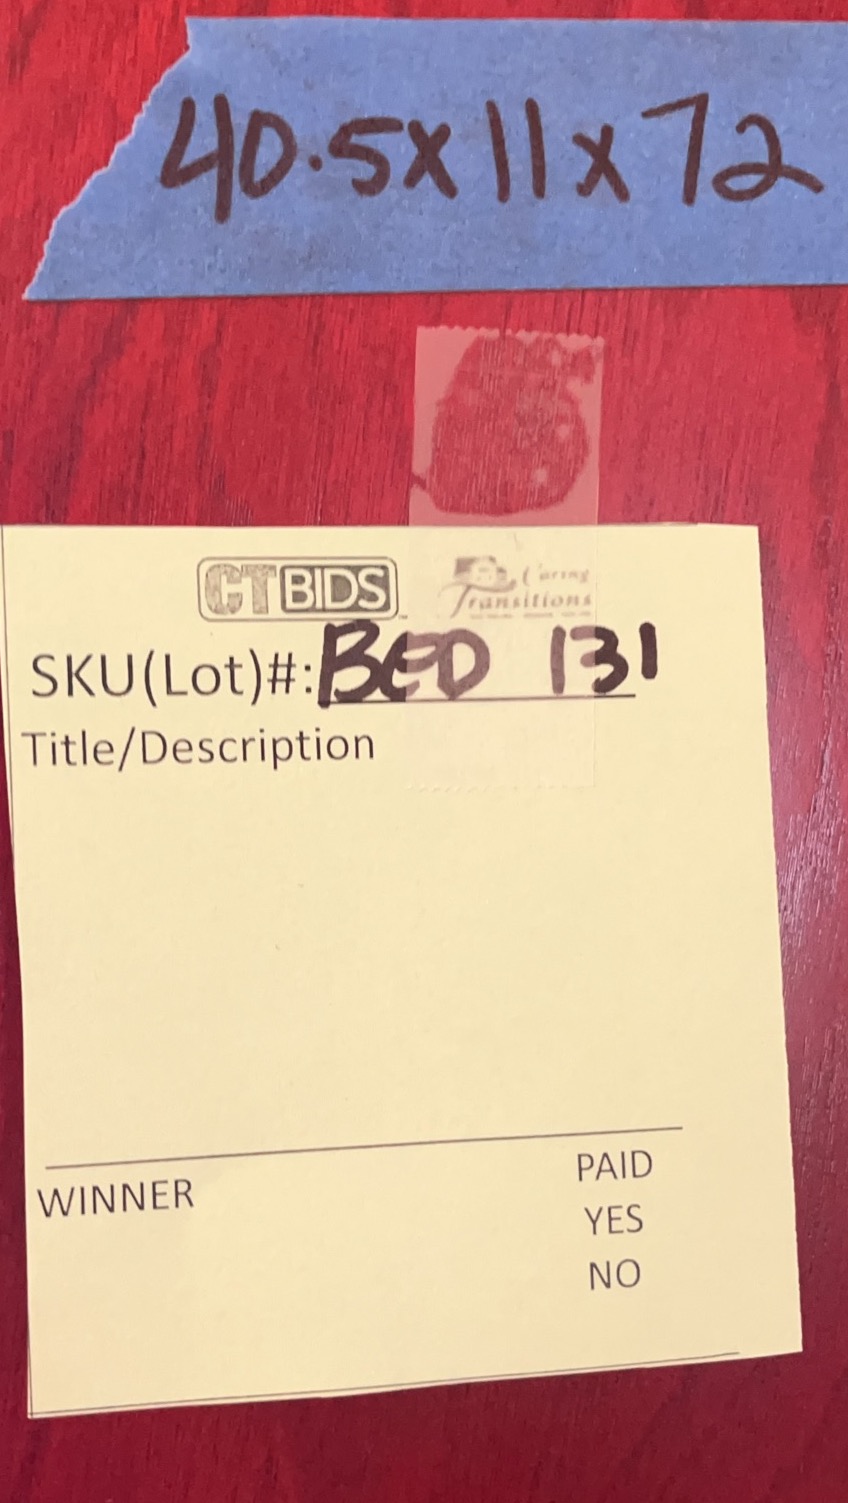 40.5x11x72
CTBIDS
Caring
Transitions
SKU(Lot)#: BED 131
Title/Description
WINNER
PAID
YES
NO